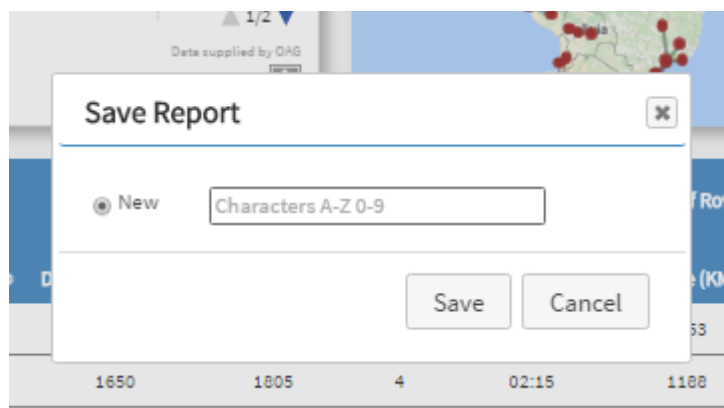 1/2
Data supplied by OAG
Save Report
New
Characters A-Z 0-9
Save Cancel
1650 1805 4 02:15 1188